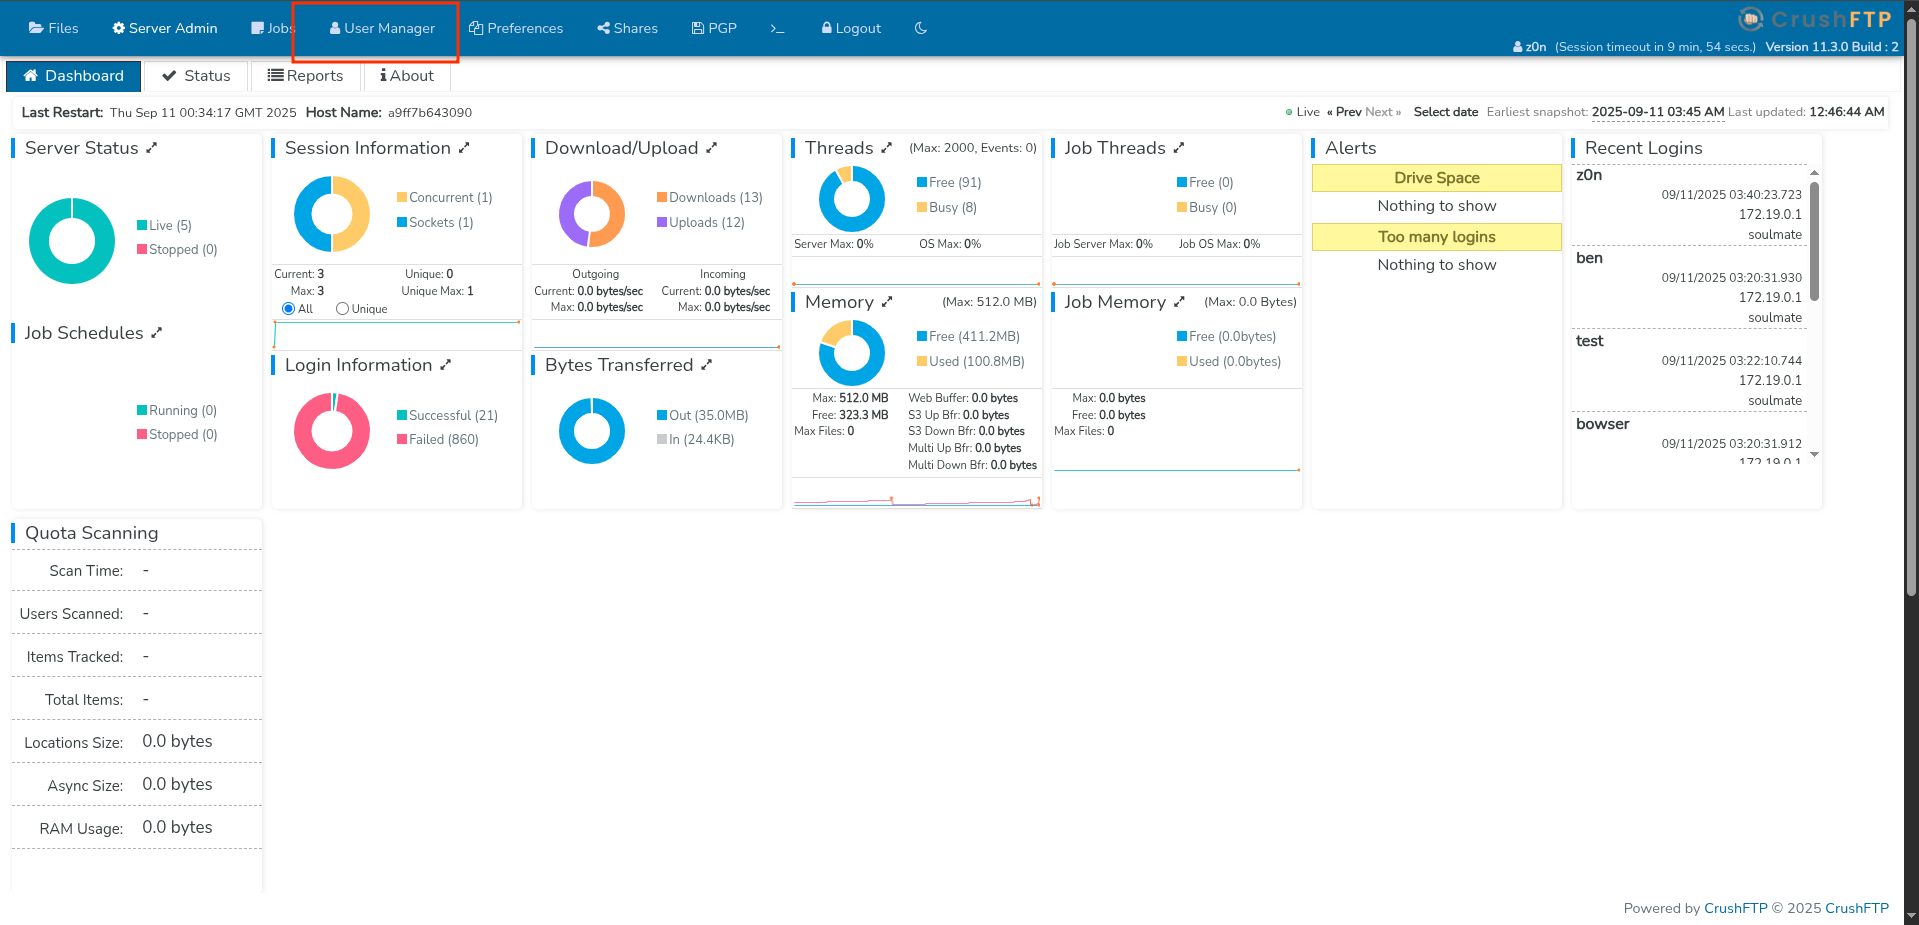 Files Server Admin Jobs User Manager Preferences Shares PGP >_ Logout
CrushFTP
z0n (Session timeout in 9 min, 54 secs.) Version 11.3.0 Build : 2
Dashboard Status Reports About
Last Restart: Thu Sep 11 00:34:17 GMT 2025 Host Name: a9ff7b643090
Live « Prev Next » Select date Earliest snapshot: 2025-09-11 03:45 AM Last updated: 12:46:44 AM
Server Status
Live (5)
Stopped (0)
Job Schedules
Running (0)
Stopped (0)
Session Information
Concurrent (1)
Sockets (1)
Current: 3 Unique: 0
Max: 3 Unique Max: 1
All Unique
Login Information
Successful (21)
Failed (860)
Download/Upload
Downloads (13)
Uploads (12)
Outgoing Incoming
Current: 0.0 bytes/sec Current: 0.0 bytes/sec
Max: 0.0 bytes/sec Max: 0.0 bytes/sec
Bytes Transferred
Out (35.0MB)
In (24.4KB)
Threads (Max: 2000, Events: 0)
Free (91)
Busy (8)
Server Max: 0% OS Max: 0%
Memory (Max: 512.0 MB)
Free (411.2MB)
Used (100.8MB)
Max: 512.0 MB Web Buffer: 0.0 bytes
Free: 323.3 MB S3 Up Bfr: 0.0 bytes
Max Files: 0 S3 Down Bfr: 0.0 bytes
Multi Up Bfr: 0.0 bytes
Multi Down Bfr: 0.0 bytes
Job Threads
Free (0)
Busy (0)
Job Server Max: 0% Job OS Max: 0%
Job Memory (Max: 0.0 Bytes)
Free (0.0bytes)
Used (0.0bytes)
Max: 0.0 bytes
Free: 0.0 bytes
Max Files: 0
Alerts
Drive Space
Nothing to show
Too many logins
Nothing to show
Recent Logins
z0n
09/11/2025 03:40:23.723
172.19.0.1
soulmate
ben
09/11/2025 03:20:31.930
172.19.0.1
soulmate
test
09/11/2025 03:22:10.744
172.19.0.1
soulmate
bowser
09/11/2025 03:20:31.912
172.19.0.1
Quota Scanning
Scan Time: -
Users Scanned: -
Items Tracked: -
Total Items: -
Locations Size: 0.0 bytes
Async Size: 0.0 bytes
RAM Usage: 0.0 bytes
Powered by CrushFTP © 2025 CrushFTP